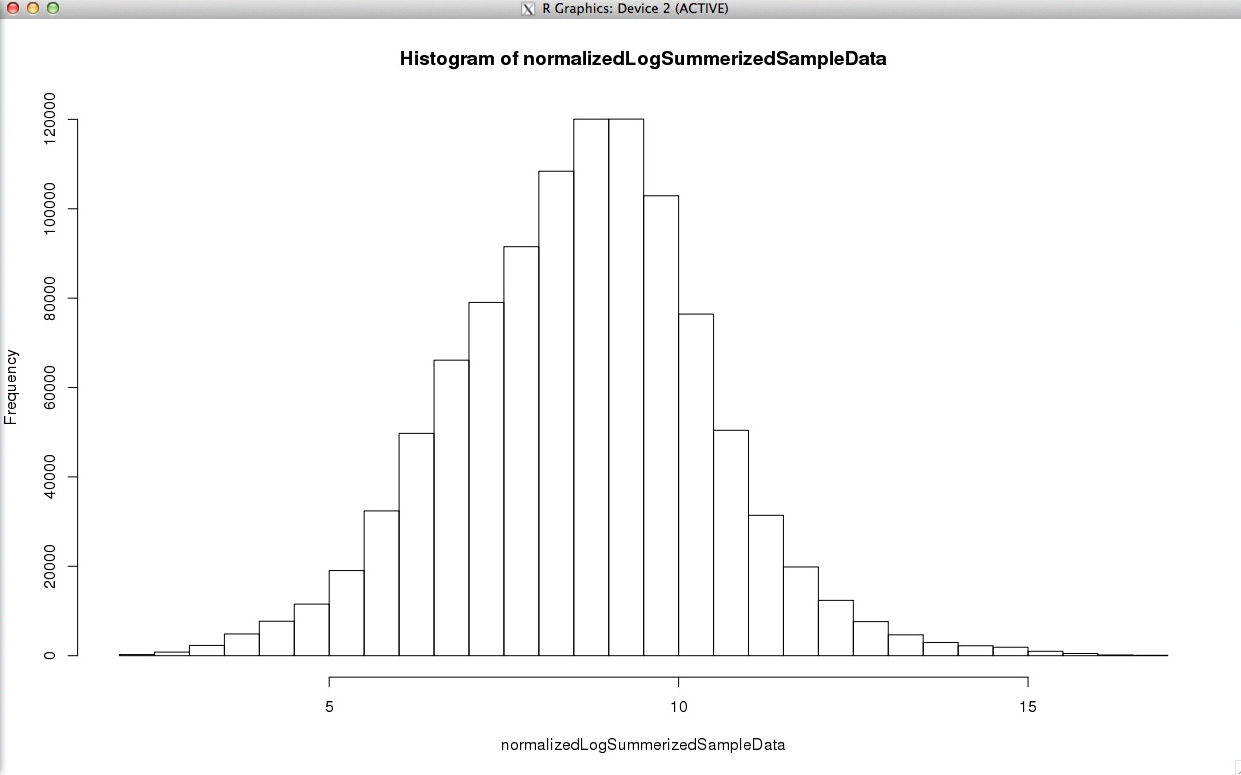 R Graphics: Device 2 (ACTIVE)
Histogram of normalizedLogSummerizedSampleData
120000
100000
80000
60000
40000
20000
0
Frequency
5 10 15
normalizedLogSummerizedSampleData